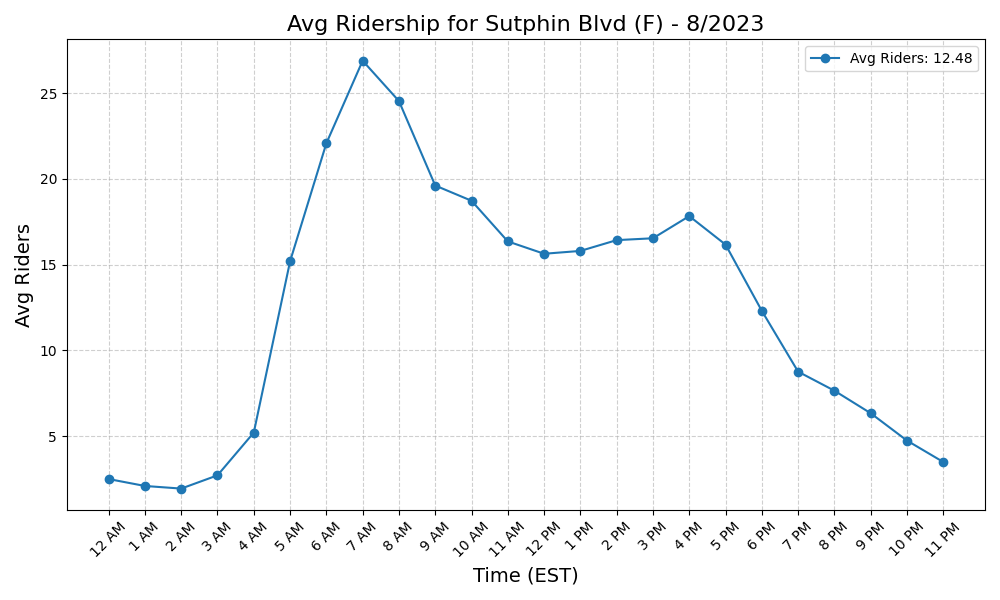 Avg Ridership for Sutphin Blvd (F) - 8/2023
Avg Riders: 12.48
Avg Riders
25
20
15
10
5
12 AM
1 AM
2 AM
3 AM
4 AM
5 AM
6 AM
7 AM
8 AM
9 AM
10 AM
11 AM
12 PM
1 PM
2 PM
3 PM
4 PM
5 PM
6 PM
7 PM
8 PM
9 PM
10 PM
11 PM
Time (EST)